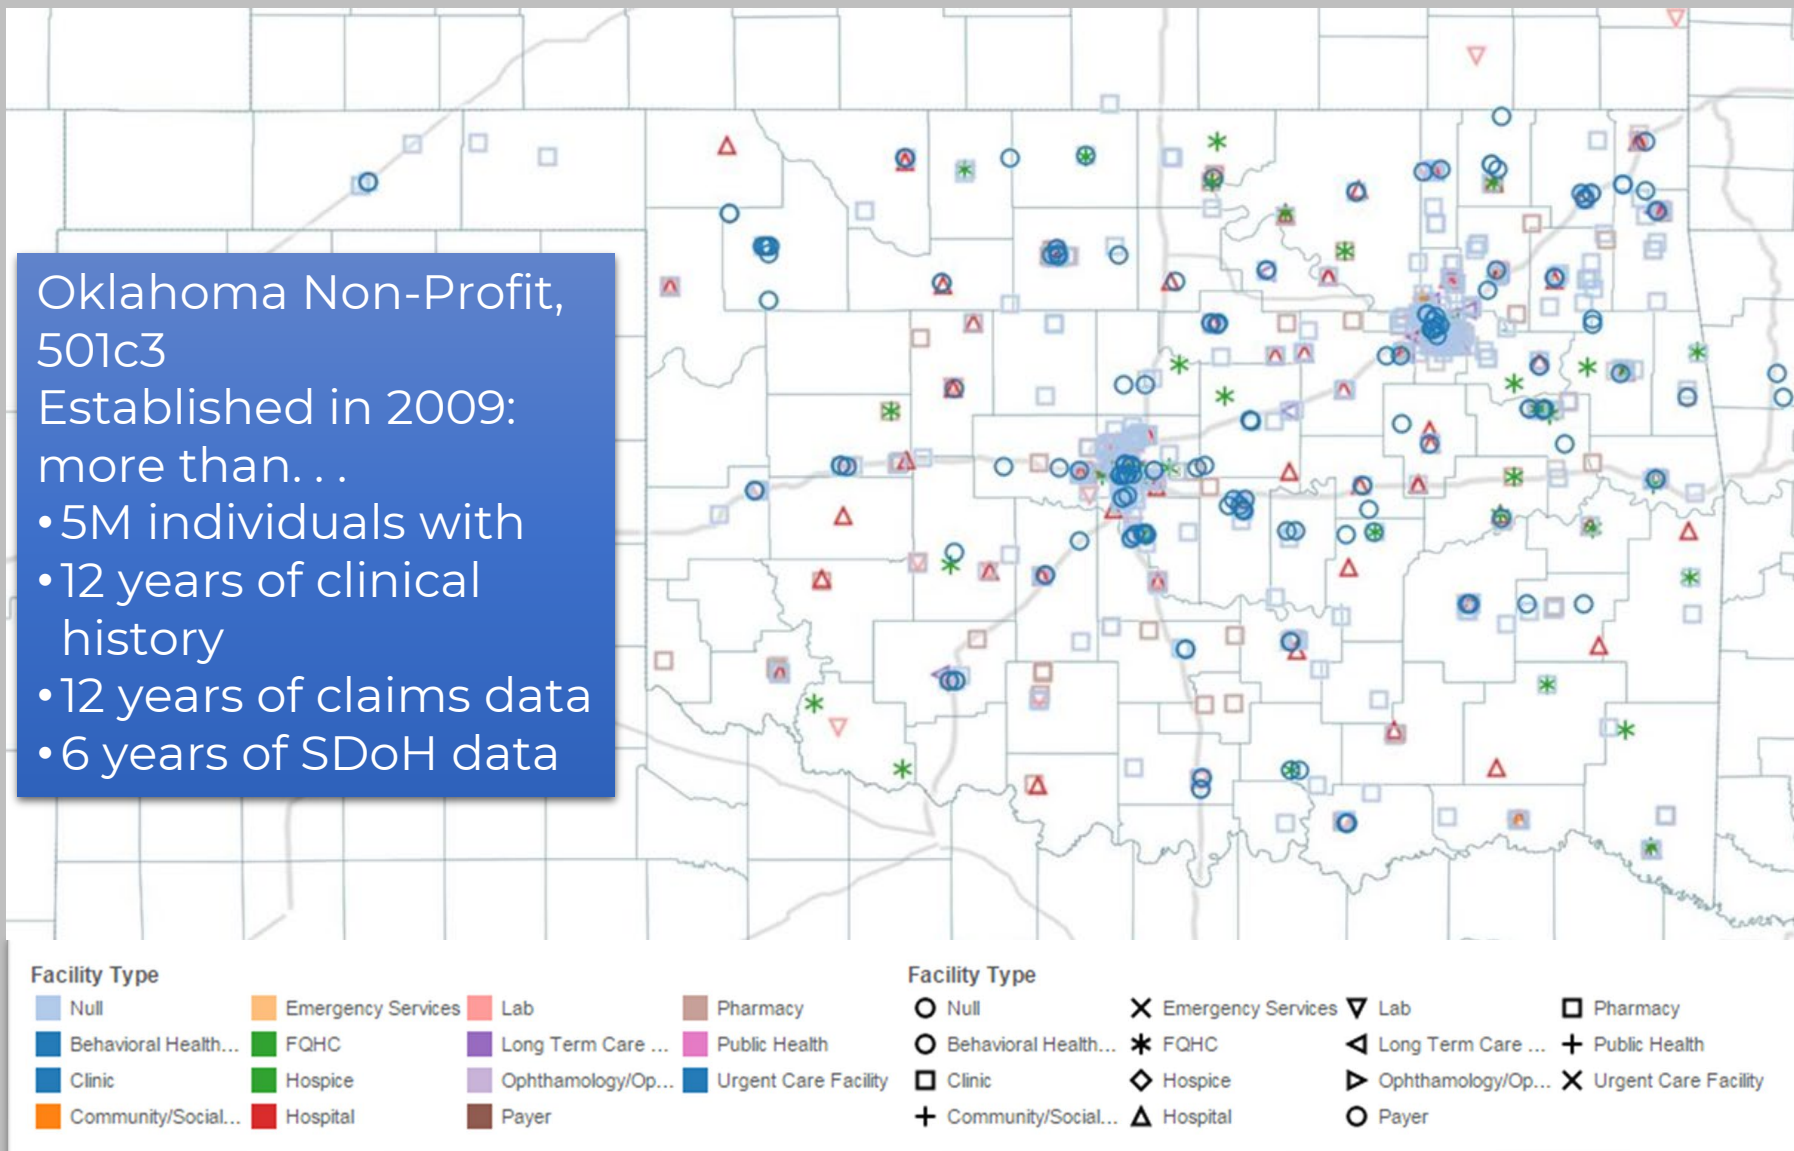 Oklahoma Non-Profit,
501c3
Established in 2009:
more than. . .
• 5M individuals with
• 12 years of clinical
history
• 12 years of claims data
• 6 years of SDoH data
Facility Type
Null
Behavioral Health...
Clinic
Community/Social...
Emergency Services
FQHC
Hospice
Hospital
Lab
Long Term Care ...
Ophthamology/Op...
Payer
Pharmacy
Public Health
Urgent Care Facility
Facility Type
Null
Behavioral Health...
Clinic
Community/Social...
Emergency Services
FQHC
Hospice
Hospital
Lab
Long Term Care ...
Ophthamology/Op...
Payer
Pharmacy
Public Health
Urgent Care Facility